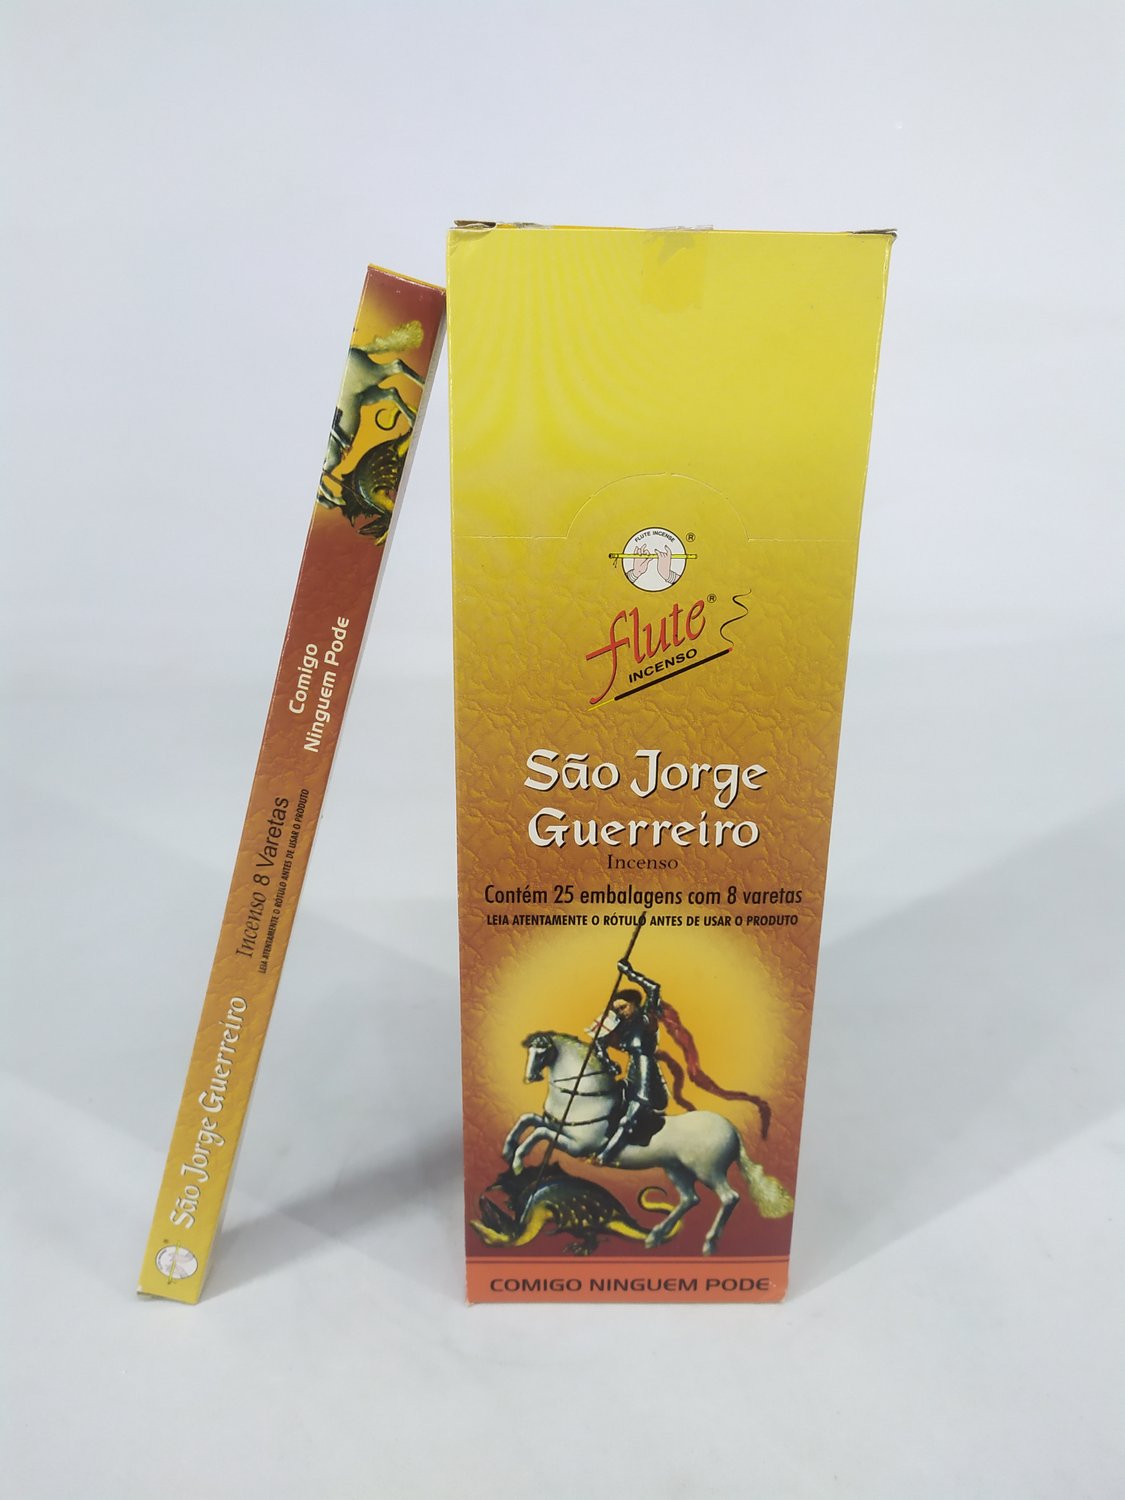 FLUTE INCENSE
®
flute®
INCENSO
São Jorge
Guerreiro
Incenso
Contém 25 embalagens com 8 varetas
LEIA ATENTAMENTE O RÓTULO ANTES DE USAR O PRODUTO
COMIGO NINGUEM PODE
São Jorge Guerreiro
Incenso 8 Varetas
LEIA ATENTAMENTE O RÓTULO ANTES DE USAR O PRODUTO
Comigo
Ninguem Pode